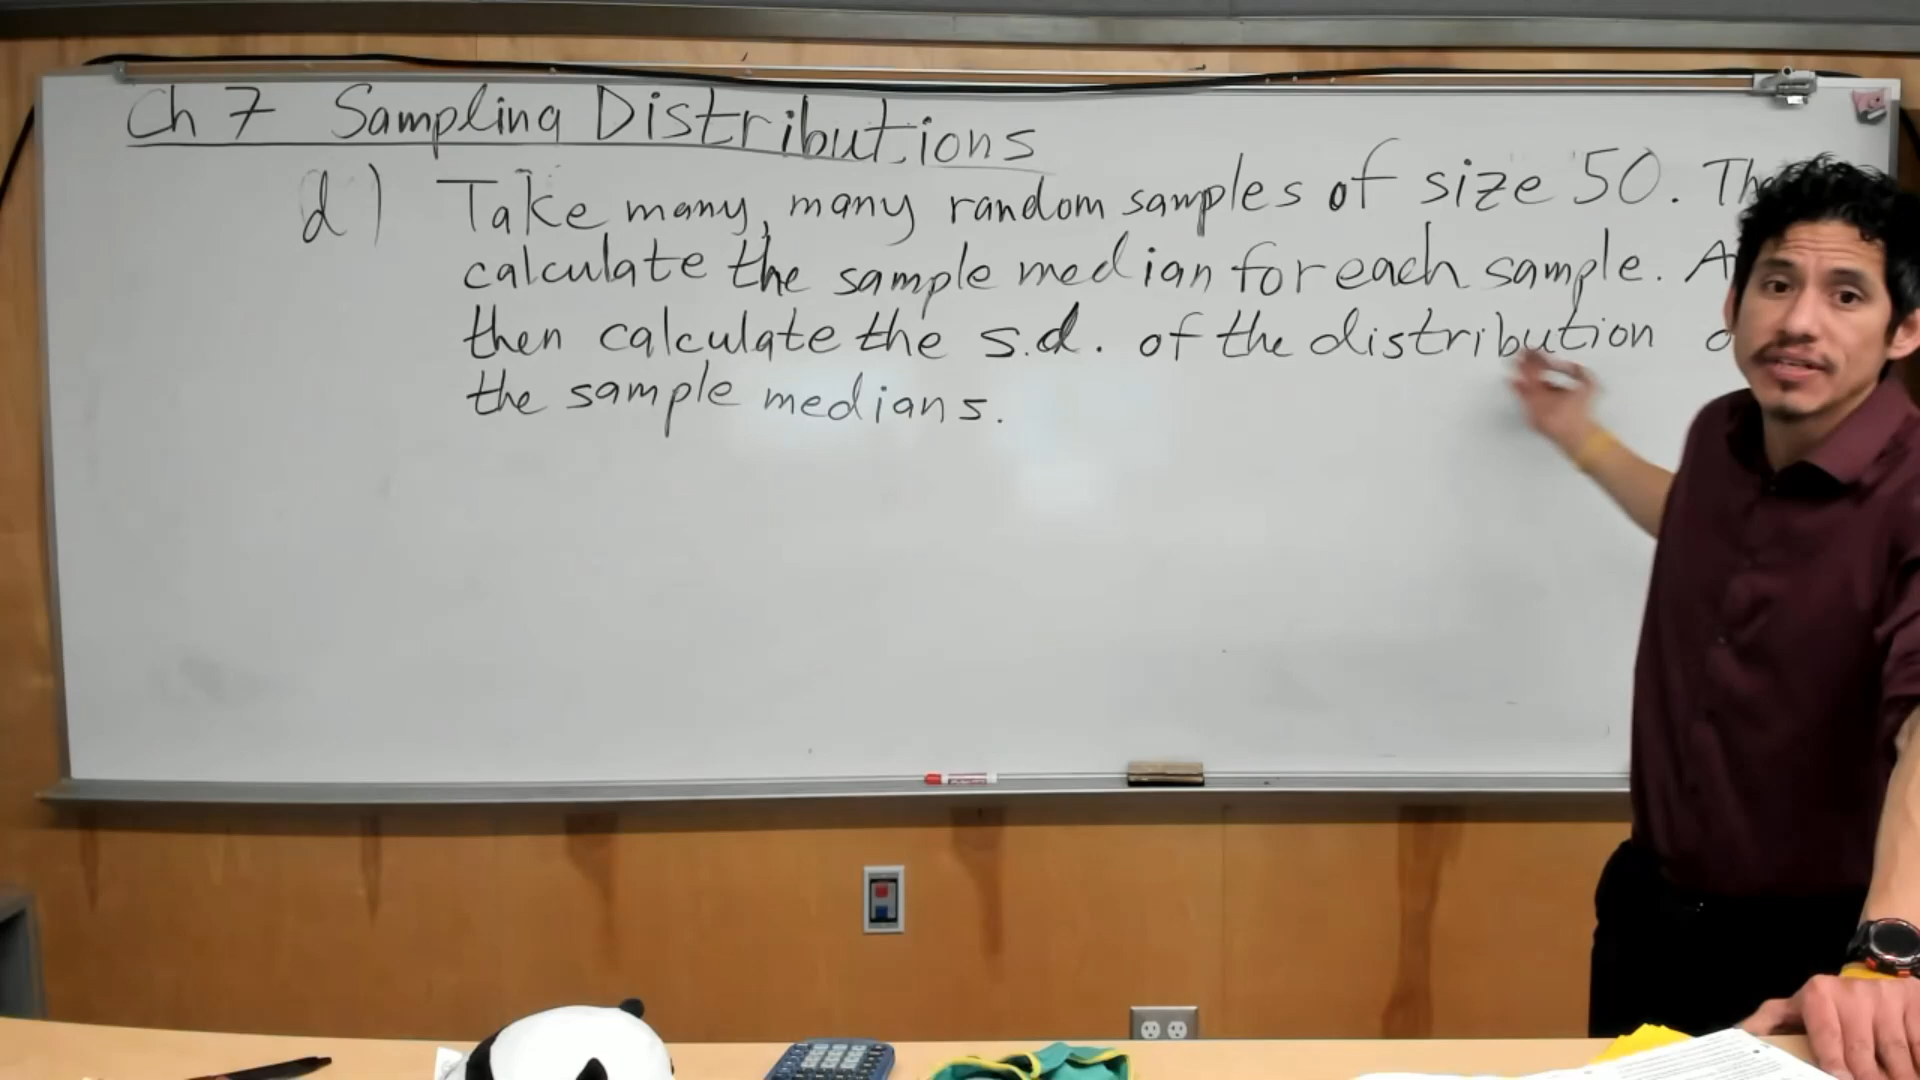 Ch 7 Sampling Distributions
d) Take many, many random samples of size 50.
calculate the sample median for each sample.
then calculate the s.d. of the distribution
the sample medians.